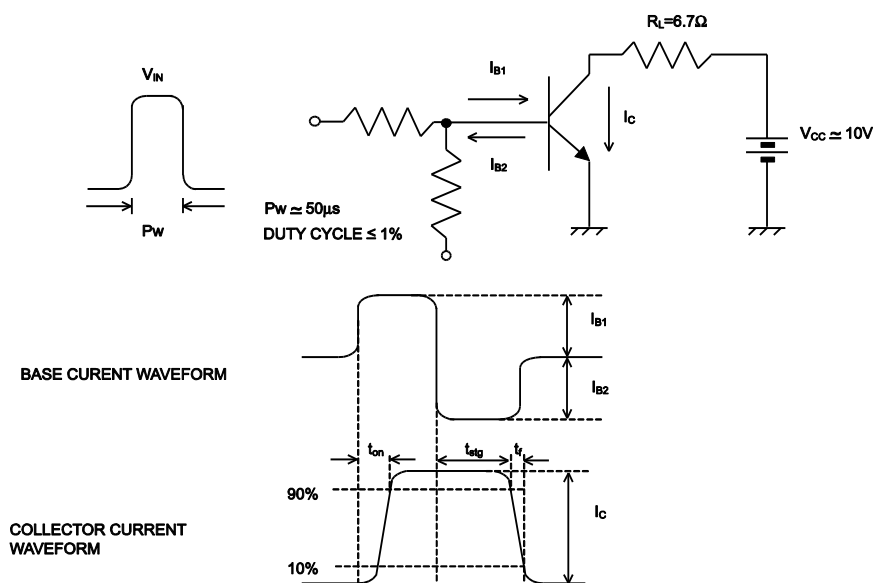 R_L=6.7Ω
V_IN
I_B1
I_C
I_B2
V_CC ≃ 10V
Pw ≃ 50μs
DUTY CYCLE ≤ 1%
Pw
I_B1
BASE CURENT WAVEFORM
I_B2
t_on
t_stg
t_f
90%
I_C
COLLECTOR CURRENT
WAVEFORM
10%